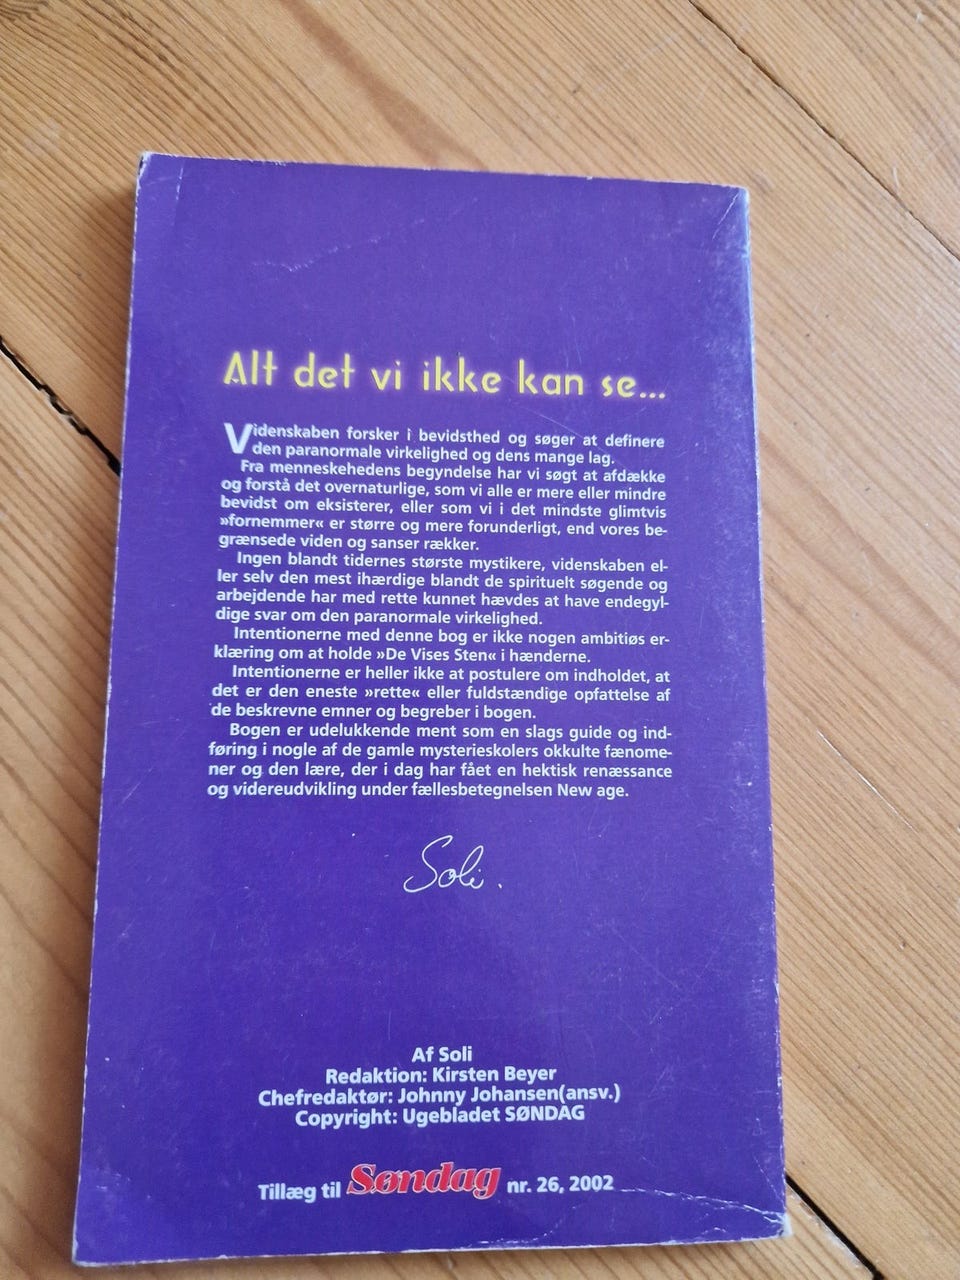 Alt det vi ikke kan se...
Videnskaben forsker i bevidsthed og søger at definere
den paranormale virkelighed og dens mange lag.
Fra menneskehedens begyndelse har vi søgt at afdække
og forstå det overnaturlige, som vi alle er mere eller mindre
bevidst om eksisterer, eller som vi i det mindste glimtvis
»fornemmer« er større og mere forunderligt, end vores be-
grænsede viden og sanser rækker.
Ingen blandt tidernes største mystikere, videnskaben el-
ler selv den mest ihærdige blandt de spirituelt søgende og
arbejdende har med rette kunnet hævdes at have endegyl-
dige svar om den paranormale virkelighed.
Intentionerne med denne bog er ikke nogen ambitiøs er-
klæring om at holde »De Vises Sten« i hænderne.
Intentionerne er heller ikke at postulere om indholdet, at
det er den eneste »rette« eller fuldstændige opfattelse af
de beskrevne emner og begreber i bogen.
Bogen er udelukkende ment som en slags guide og ind-
føring i nogle af de gamle mysterieskolers okkulte fænome-
ner og den lære, der i dag har fået en hektisk renæssance
og videreudvikling under fællesbetegnelsen New age.
Soli.
Af Soli
Redaktion: Kirsten Beyer
Chefredaktør: Johnny Johansen(ansv.)
Copyright: Ugebladet SØNDAG
Tillæg til Søndag nr. 26, 2002